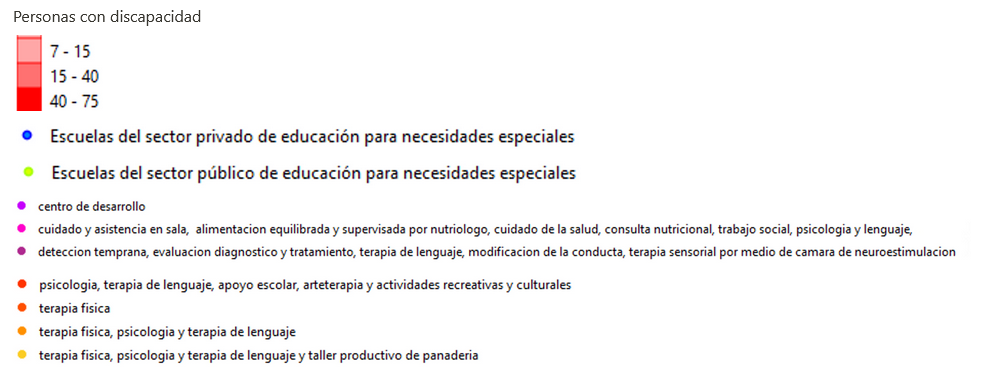 Personas con discapacidad
7 - 15
15 - 40
40 - 75
Escuelas del sector privado de educación para necesidades especiales
Escuelas del sector público de educación para necesidades especiales
centro de desarrollo
cuidado y asistencia en sala, alimentacion equilibrada y supervisada por nutriologo, cuidado de la salud, consulta nutricional, trabajo social, psicologia y lenguaje,
deteccion temprana, evaluacion diagnostico y tratamiento, terapia de lenguaje, modificacion de la conducta, terapia sensorial por medio de camara de neuroestimulacion
psicologia, terapia de lenguaje, apoyo escolar, arteterapia y actividades recreativas y culturales
terapia fisica
terapia fisica, psicologia y terapia de lenguaje
terapia fisica, psicologia y terapia de lenguaje y taller productivo de panaderia